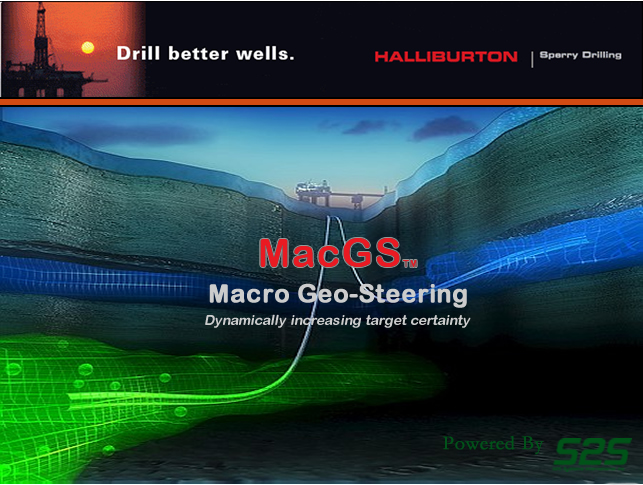 Drill better wells.
HALLIBURTON | Sperry Drilling
MacGS™
Macro Geo-Steering
Dynamically increasing target certainty
Powered By S2S